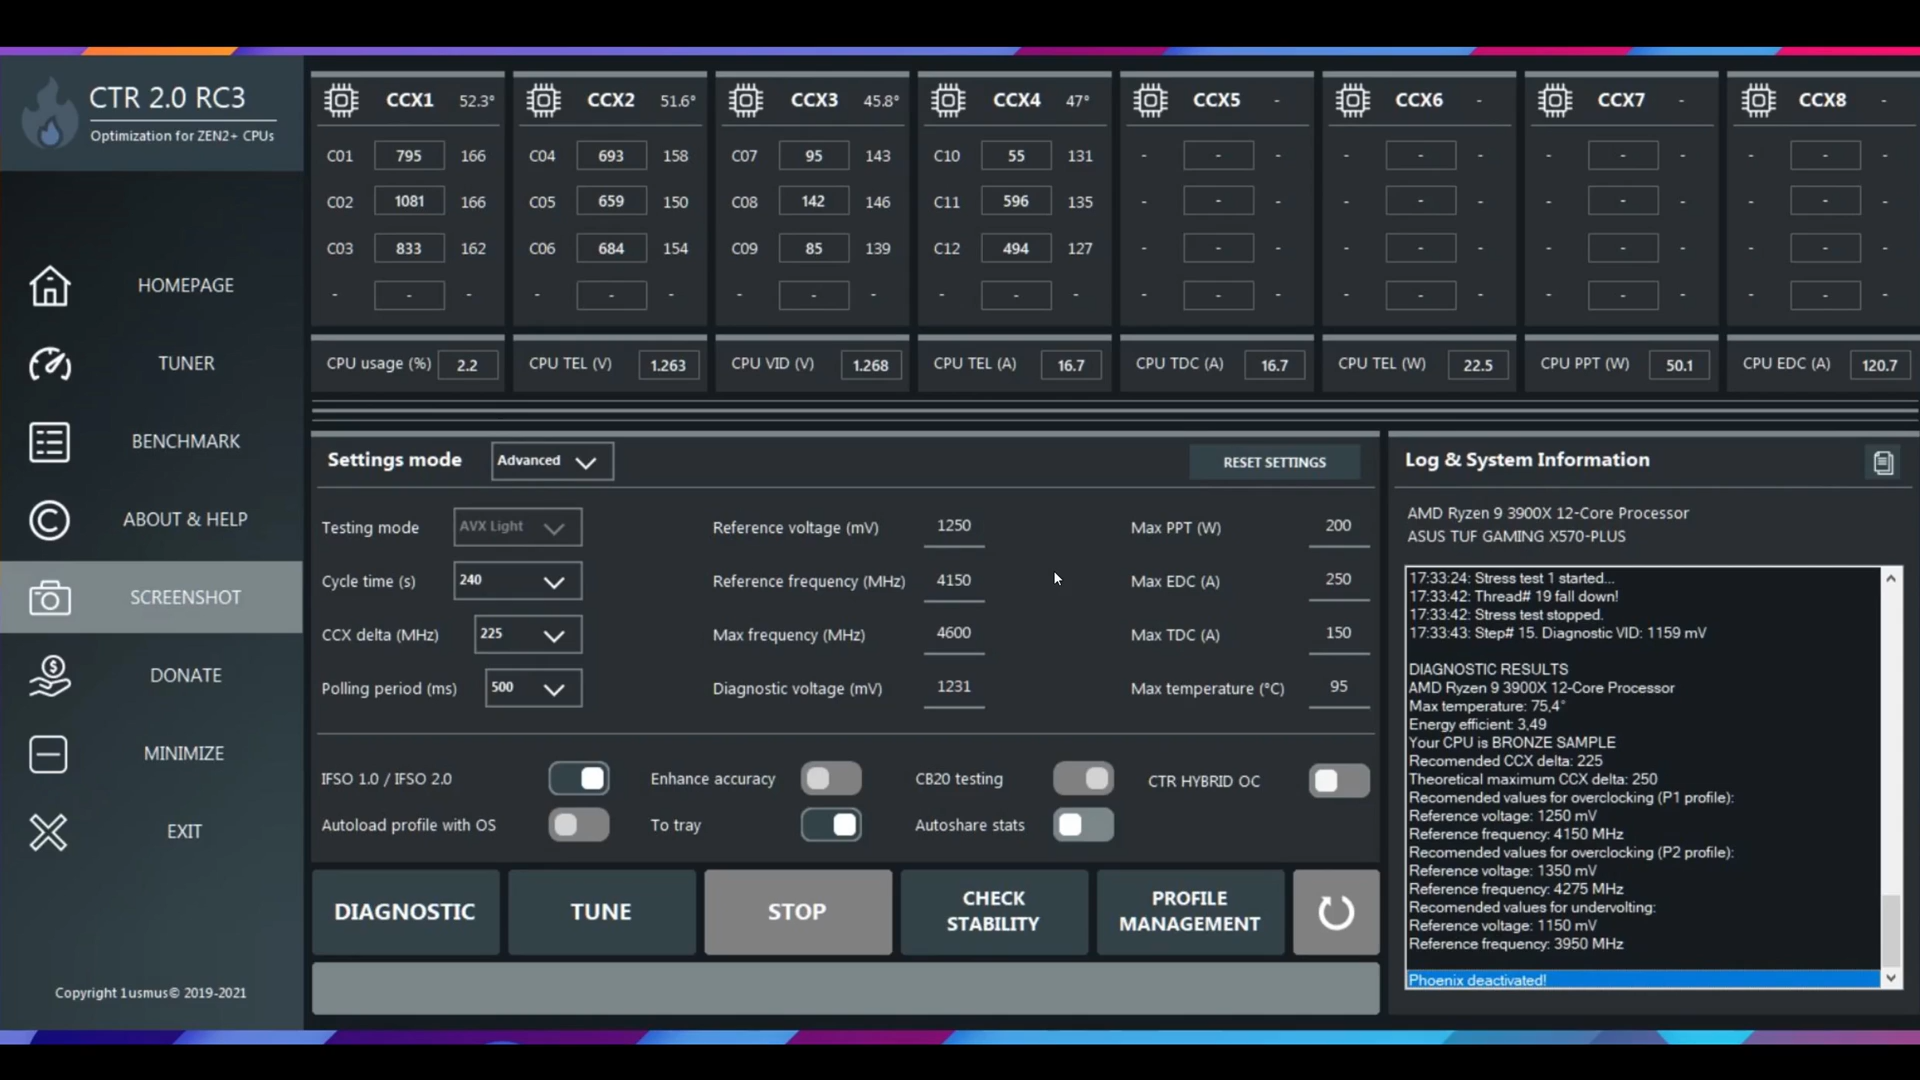 CTR 2.0 RC3
Optimization for ZEN2+ CPUs
HOMEPAGE
TUNER
BENCHMARK
ABOUT & HELP
SCREENSHOT
DONATE
MINIMIZE
EXIT
Copyright 1usmus© 2019-2021
CCX1 52.3°
C01 795 166
C02 1081 166
C03 833 162
- - -
CCX2 51.6°
C04 693 158
C05 659 150
C06 684 154
- - -
CCX3 45.8°
C07 95 143
C08 142 146
C09 85 139
- - -
CCX4 47°
C10 55 131
C11 596 135
C12 494 127
- - -
CCX5 -
- - -
- - -
- - -
- - -
CCX6 -
- - -
- - -
- - -
- - -
CCX7 -
- - -
- - -
- - -
- - -
CCX8 -
- - -
- - -
- - -
- - -
CPU usage (%) 2.2
CPU TEL (V) 1.263
CPU VID (V) 1.268
CPU TEL (A) 16.7
CPU TDC (A) 16.7
CPU TEL (W) 22.5
CPU PPT (W) 50.1
CPU EDC (A) 120.7
Settings mode Advanced RESET SETTINGS
Testing mode AVX Light Reference voltage (mV) 1250 Max PPT (W) 200
Cycle time (s) 240 Reference frequency (MHz) 4150 Max EDC (A) 250
CCX delta (MHz) 225 Max frequency (MHz) 4600 Max TDC (A) 150
Polling period (ms) 500 Diagnostic voltage (mV) 1231 Max temperature (°C) 95
IFSO 1.0 / IFSO 2.0 Enhance accuracy CB20 testing CTR HYBRID OC
Autoload profile with OS To tray Autoshare stats
DIAGNOSTIC
TUNE
STOP
CHECK
STABILITY
PROFILE
MANAGEMENT
Log & System Information
AMD Ryzen 9 3900X 12-Core Processor
ASUS TUF GAMING X570-PLUS
17:33:24: Stress test 1 started...
17:33:42: Thread# 19 fall down!
17:33:42: Stress test stopped.
17:33:43: Step# 15. Diagnostic VID: 1159 mV
DIAGNOSTIC RESULTS
AMD Ryzen 9 3900X 12-Core Processor
Max temperature: 75,4°
Energy efficient: 3,49
Your CPU is BRONZE SAMPLE
Recomended CCX delta: 225
Theoretical maximum CCX delta: 250
Recomended values for overclocking (P1 profile):
Reference voltage: 1250 mV
Reference frequency: 4150 MHz
Recomended values for overclocking (P2 profile):
Reference voltage: 1350 mV
Reference frequency: 4275 MHz
Recomended values for undervolting:
Reference voltage: 1150 mV
Reference frequency: 3950 MHz
Phoenix deactivated!